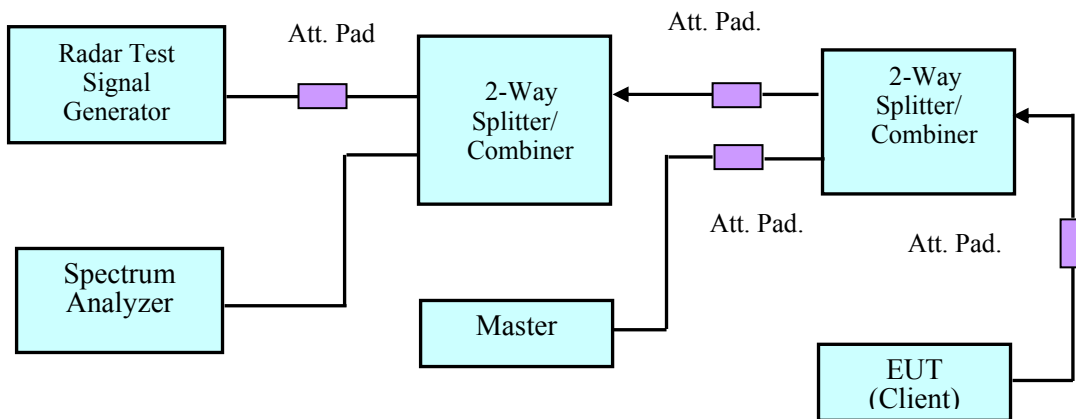 Radar Test
Signal
Generator
Att. Pad
2-Way
Splitter/
Combiner
Att. Pad.
2-Way
Splitter/
Combiner
Att. Pad.
Att. Pad.
Spectrum
Analyzer
Master
EUT
(Client)